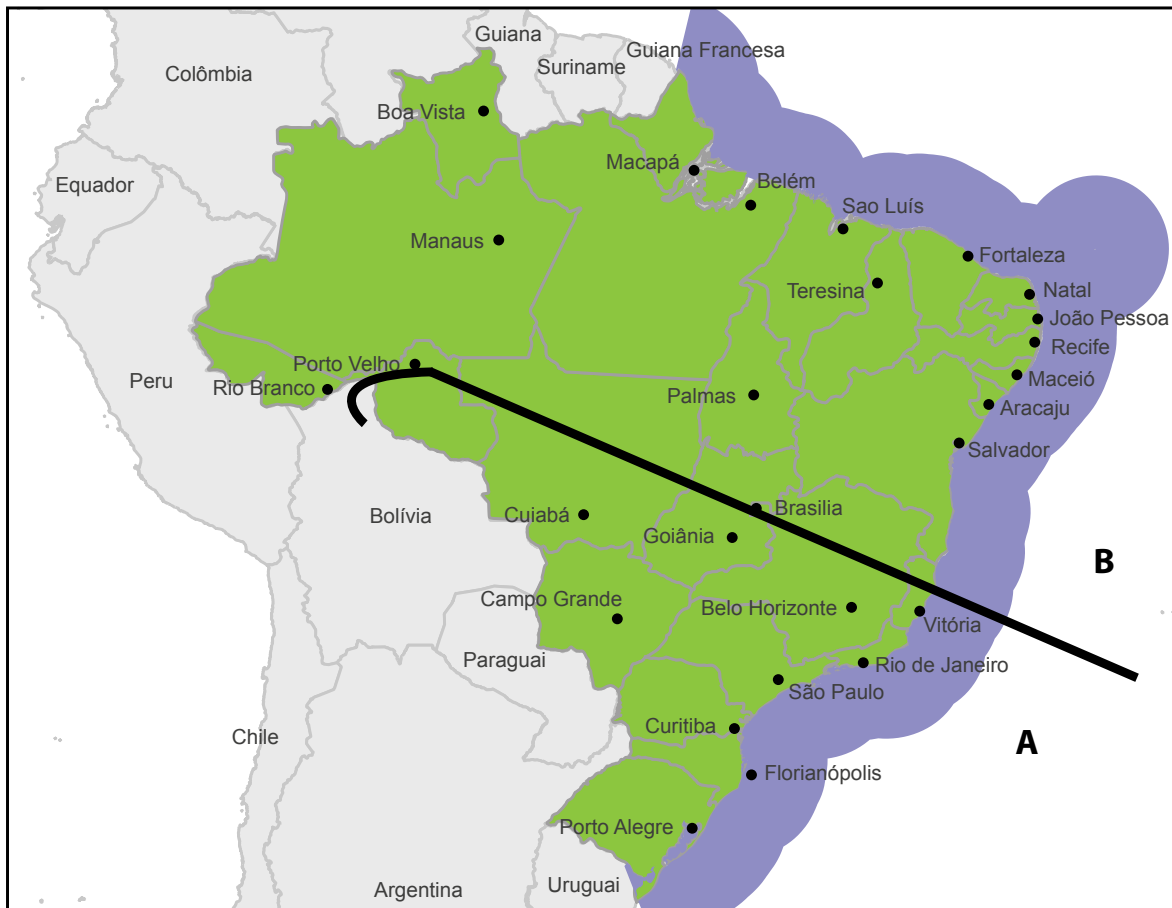 Guiana
Guiana Francesa
Suriname
Colômbia
Boa Vista
Macapá
Equador
Belém
Sao Luís
Manaus
Fortaleza
Teresina
Natal
João Pessoa
Recife
Porto Velho
Peru
Rio Branco
Maceió
Palmas
Aracaju
Salvador
Bolívia
Cuiabá
Brasilia
Goiânia
B
Campo Grande
Belo Horizonte
Vitória
Paraguai
Rio de Janeiro
São Paulo
Chile
Curitiba
A
Florianópolis
Porto Alegre
Argentina
Uruguai